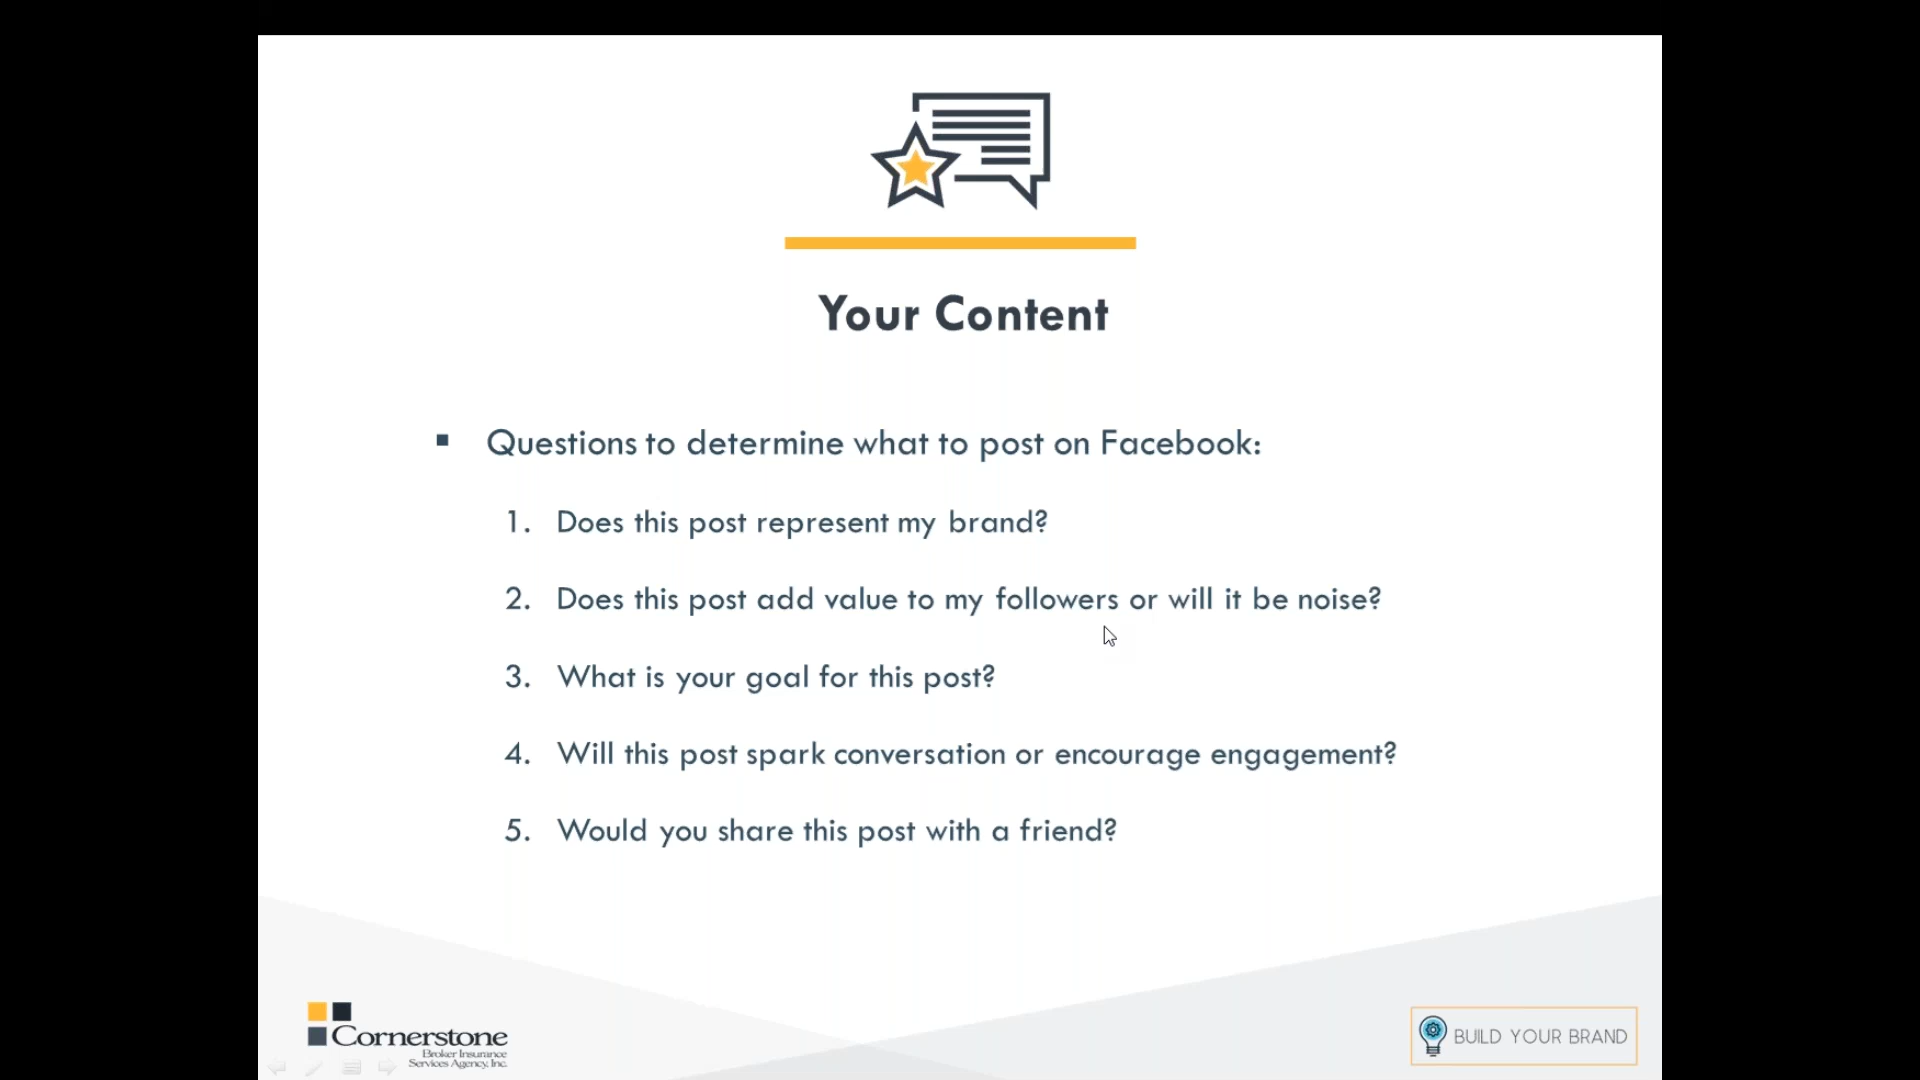 Your Content
▪ Questions to determine what to post on Facebook:
1. Does this post represent my brand?
2. Does this post add value to my followers or will it be noise?
3. What is your goal for this post?
4. Will this post spark conversation or encourage engagement?
5. Would you share this post with a friend?
Cornerstone
Broker Insurance
Services Agency, Inc.
BUILD YOUR BRAND